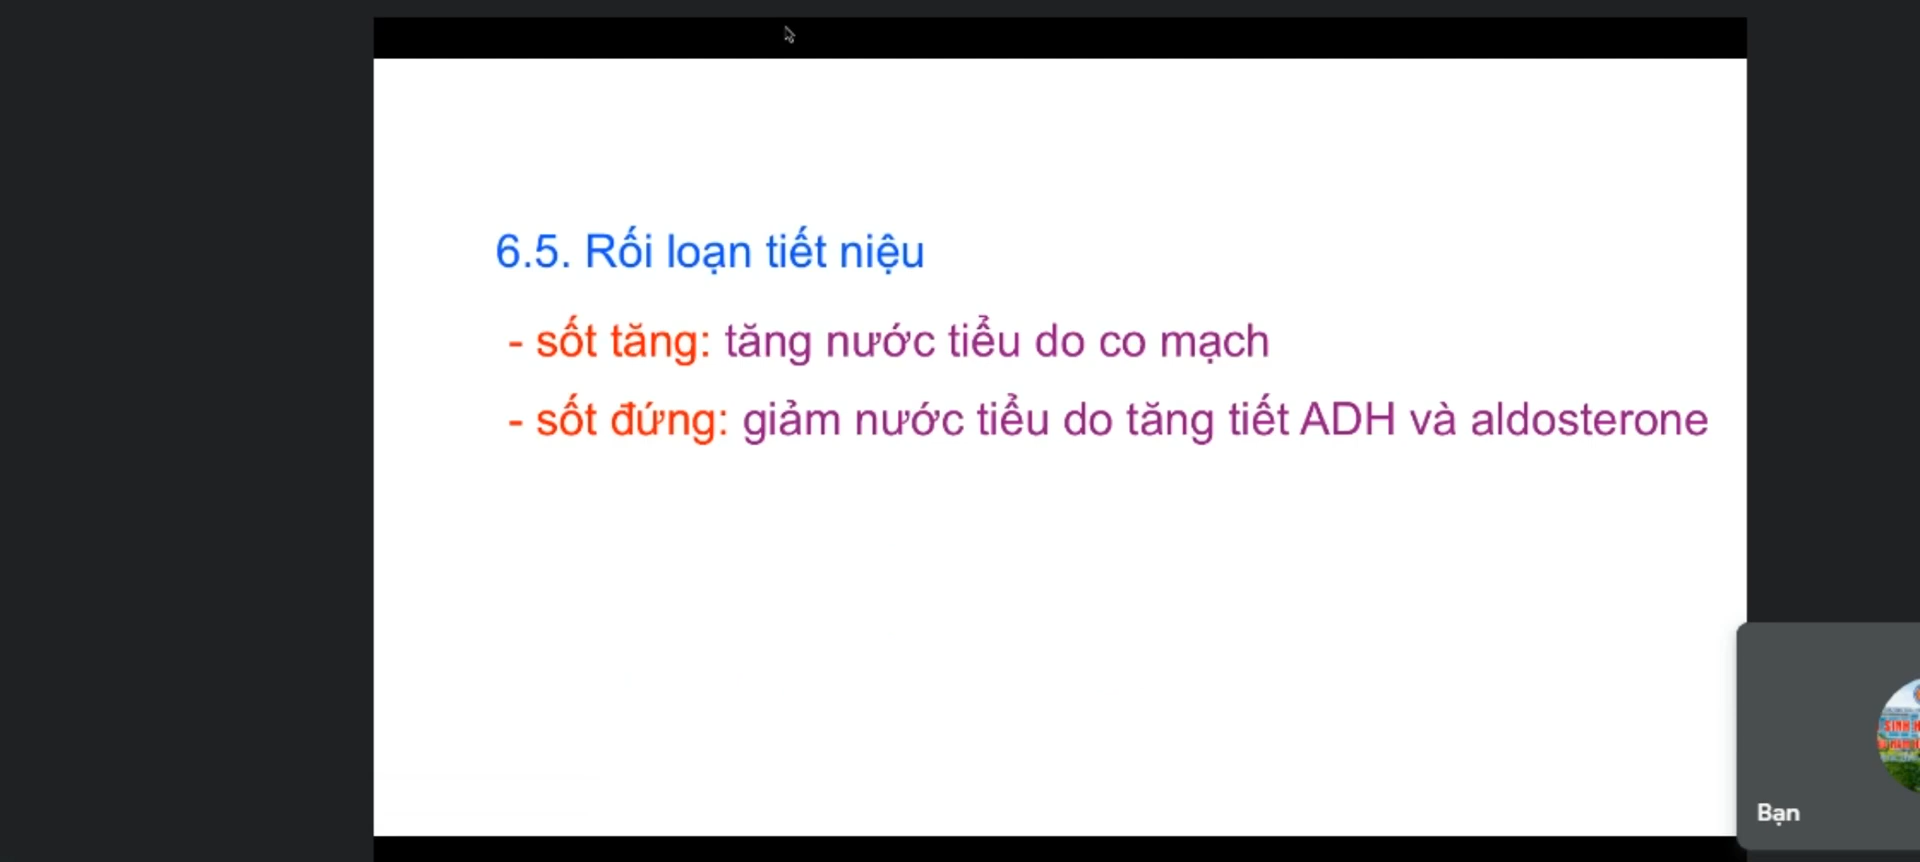 6.5. Rối loạn tiết niệu
- sốt tăng: tăng nước tiểu do co mạch
- sốt đứng: giảm nước tiểu do tăng tiết ADH và aldosterone
Bạn